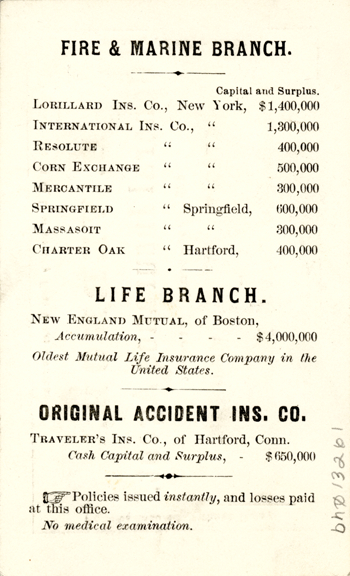 FIRE & MARINE BRANCH.
Capital and Surplus.
LORILLARD INS. CO., NEW YORK, $1,400,000
INTERNATIONAL INS. CO., “ 1,300,000
RESOLUTE “ “ 400,000
CORN EXCHANGE “ “ 500,000
MERCANTILE “ “ 300,000
SPRINGFIELD “ Springfield, 600,000
MASSASOIT “ “ 300,000
CHARTER OAK “ Hartford, 400,000
LIFE BRANCH.
NEW ENGLAND MUTUAL, of Boston,
Accumulation, - - - - $4,000,000
Oldest Mutual Life Insurance Company in the
United States.
ORIGINAL ACCIDENT INS. CO.
TRAVELER'S INS. CO., of Hartford, Conn.
Cash Capital and Surplus, - $650,000
☞Policies issued instantly, and losses paid
at this office.
No medical examination.